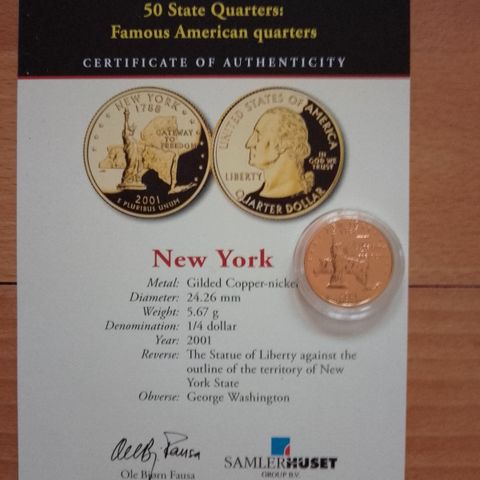 50 State Quarters:
Famous American quarters
CERTIFICATE OF AUTHENTICITY
NEW YORK
1788
GATEWAY
TO
FREEDOM
2001
E PLURIBUS UNUM
UNITED STATES OF AMERICA
LIBERTY
IN
GOD WE
TRUST
QUARTER DOLLAR
New York
Metal: Gilded Copper-nickel
Diameter: 24.26 mm
Weight: 5.67 g
Denomination: 1/4 dollar
Year: 2001
Reverse: The Statue of Liberty against the
outline of the territory of New
York State
Obverse: George Washington
Ole Bjørn Fausa
SAMLERHUSET
GROUP B.V.